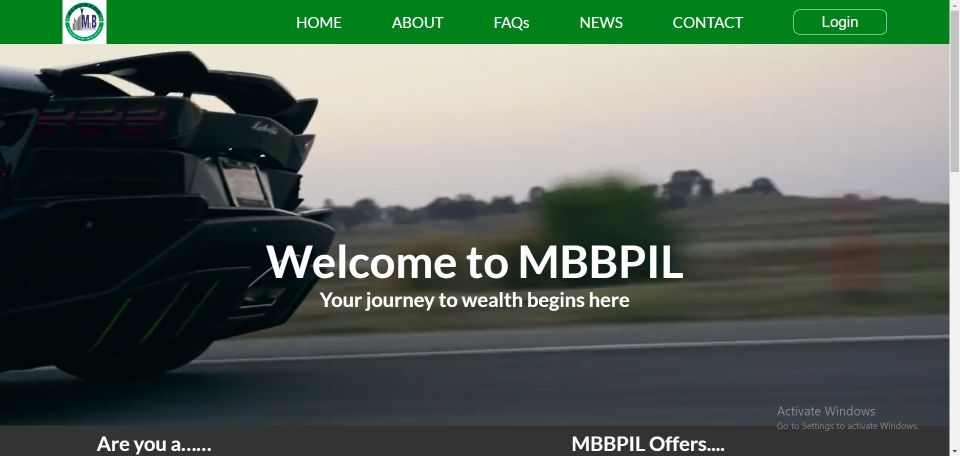 M B
HOME ABOUT FAQs NEWS CONTACT Login
Lamborghini
Welcome to MBBPIL
Your journey to wealth begins here
Activate Windows
Go to Settings to activate Windows.
Are you a...... MBBPIL Offers....